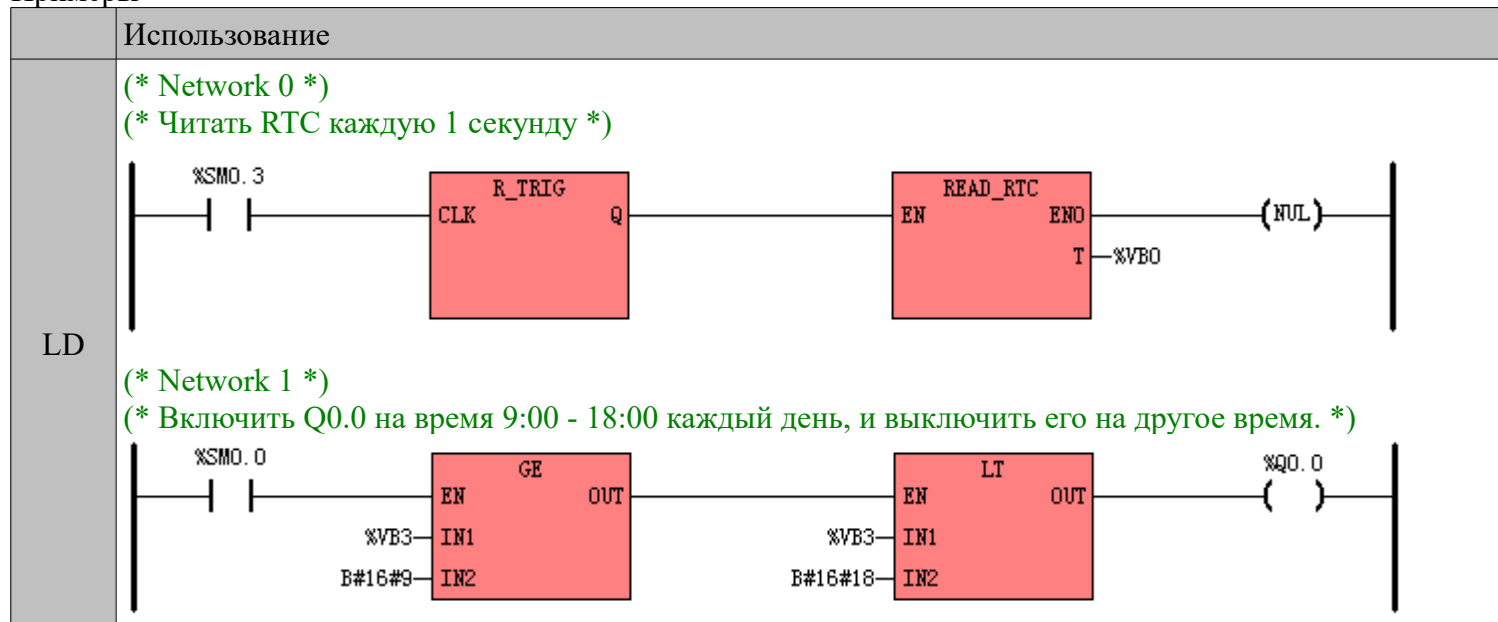 Примеры
Использование
LD
(* Network 0 *)
(* Читать RTC каждую 1 секунду *)
%SM0.3
R_TRIG
READ_RTC
CLK Q
EN ENO
(NUL)
T %VB0
(* Network 1 *)
(* Включить Q0.0 на время 9:00 - 18:00 каждый день, и выключить его на другое время. *)
%SM0.0
GE
LT
%Q0.0
EN OUT
EN OUT
( )
%VB3 IN1
%VB3 IN1
B#16#9 IN2
B#16#18 IN2